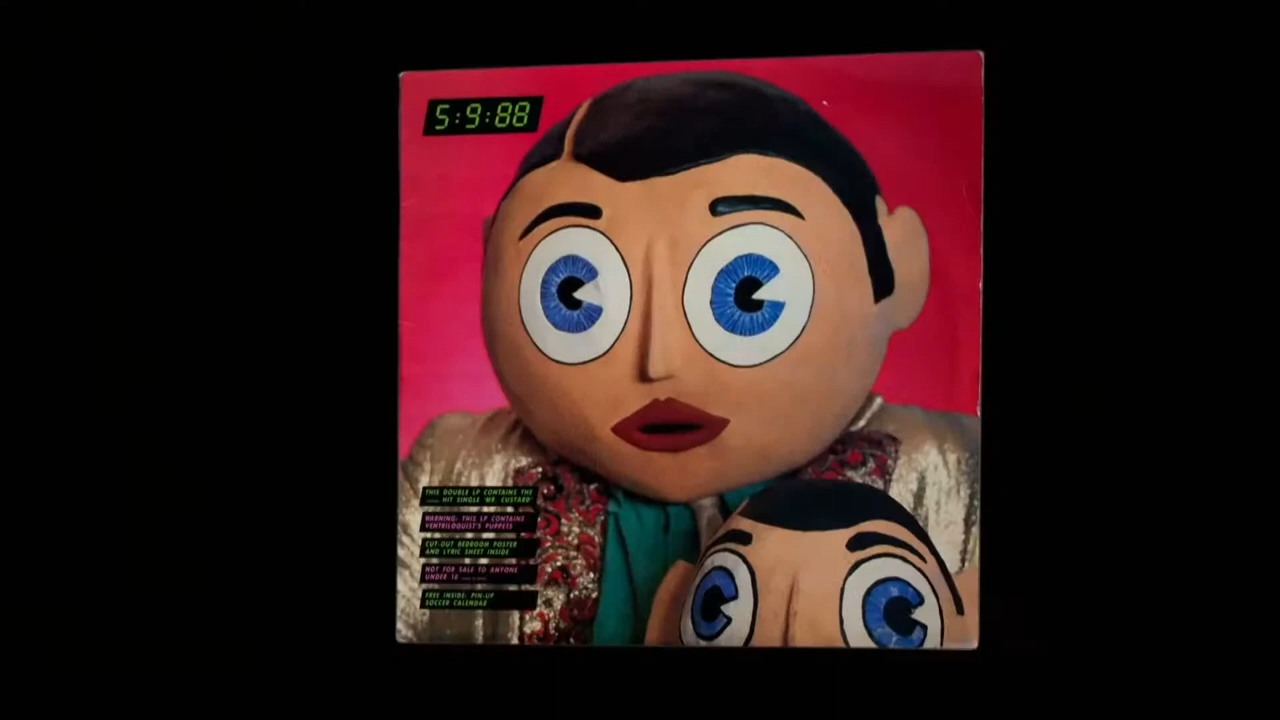 5:9:88
THIS DOUBLE LP CONTAINS THE
HIT SINGLE 'MR. CUSTARD'
WARNING: THIS LP CONTAINS
VENTRILOQUIST'S PUPPETS
CUT-OUT BEDROOM POSTER
AND LYRIC SHEET INSIDE
NOT FOR SALE TO ANYONE
UNDER 16
FREE INSIDE: PIN-UP
SOCCER CALENDAR